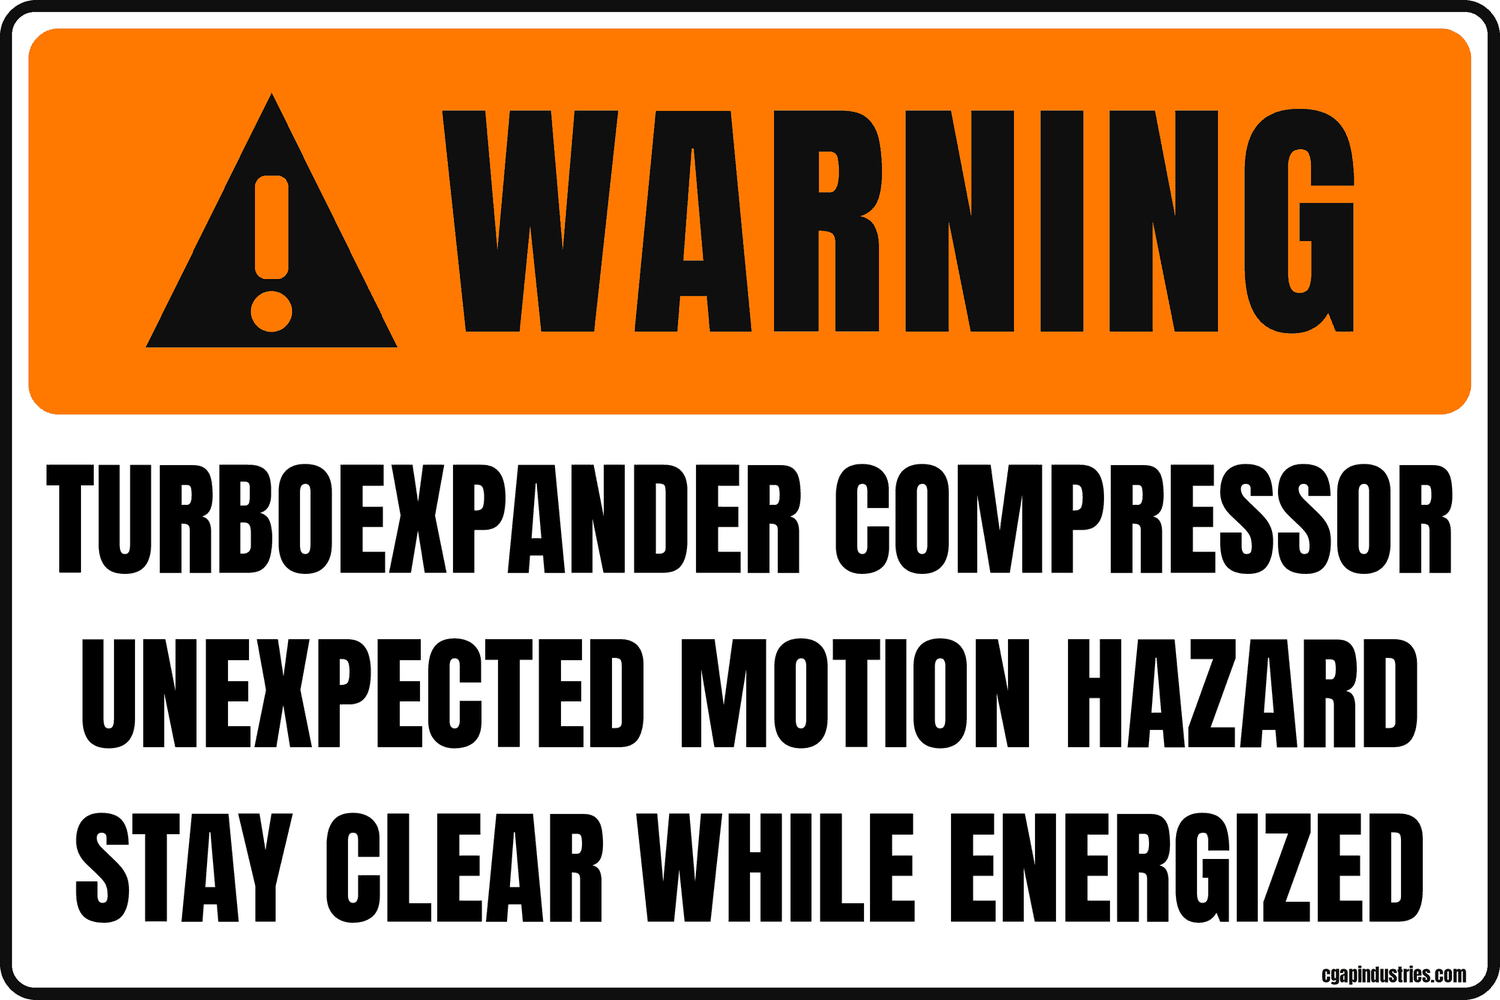 WARNING
TURBOEXPANDER COMPRESSOR
UNEXPECTED MOTION HAZARD
STAY CLEAR WHILE ENERGIZED
cgapindustries.com